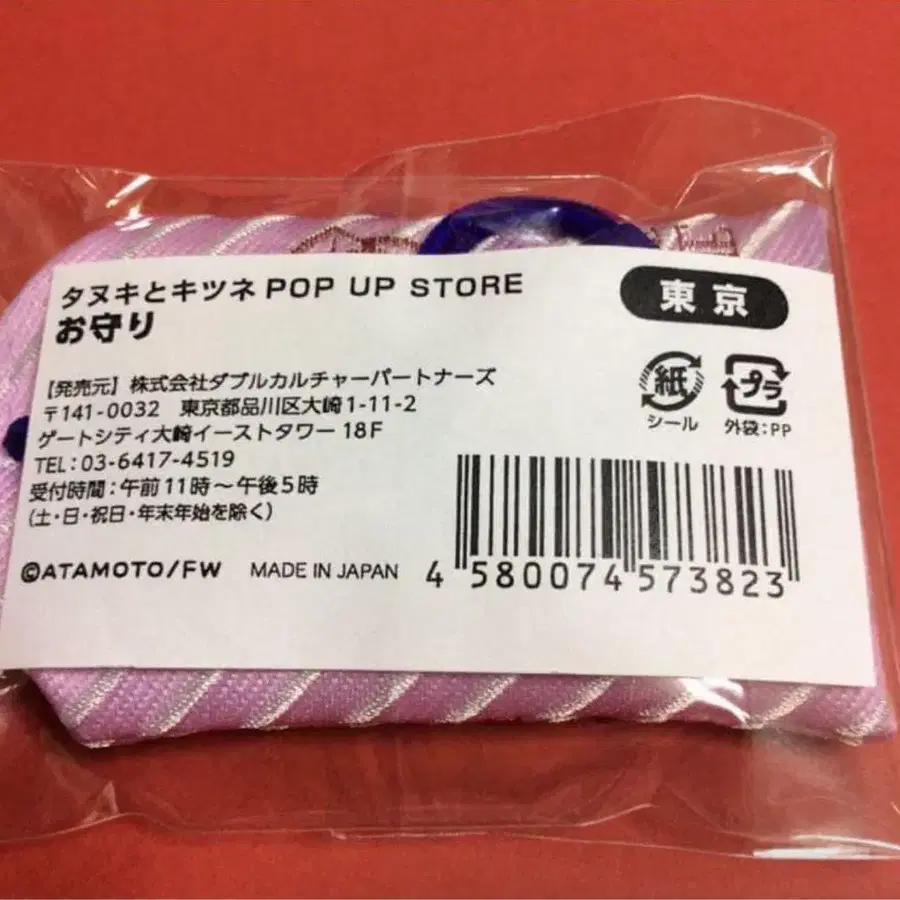 タヌキとキツネ POP UP STORE
お守り
東京
【発売元】株式会社ダブルカルチャーパートナーズ
〒141-0032 東京都品川区大崎1-11-2
ゲートシティ大崎イーストタワー18F
TEL:03-6417-4519
受付時間:午前11時~午後5時
(土・日・祝日・年末年始を除く)
紙
シール
プラ
外袋:PP
©ATAMOTO/FW MADE IN JAPAN
4 580074 573823